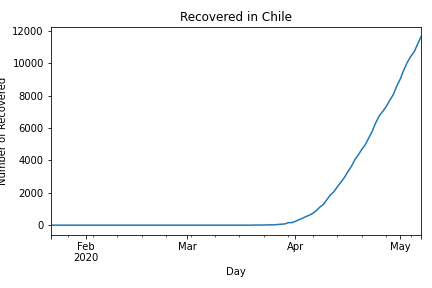 Recovered in Chile
Number of Recovered
12000
10000
8000
6000
4000
2000
0
Feb
2020
Mar
Apr
May
Day